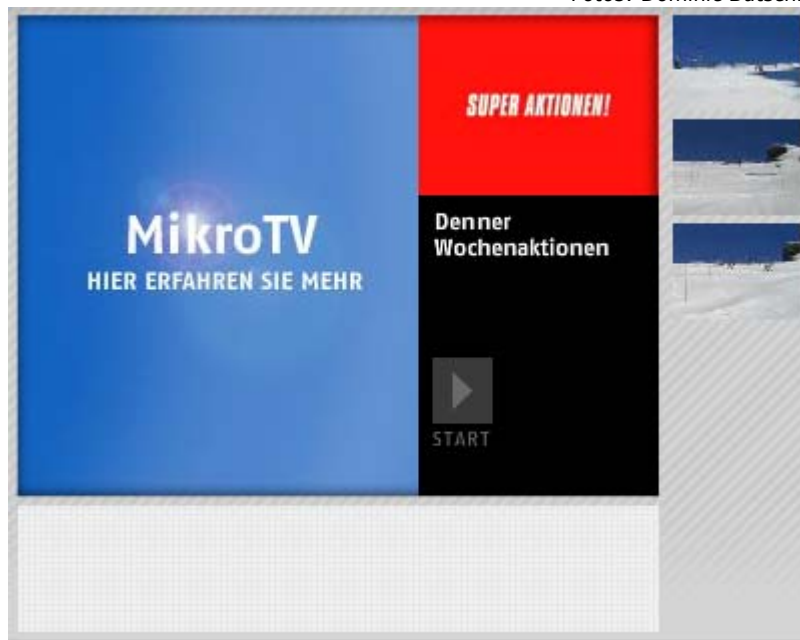 MikroTV
HIER ERFAHREN SIE MEHR
SUPER AKTIONEN!
Denner
Wochenaktionen
START